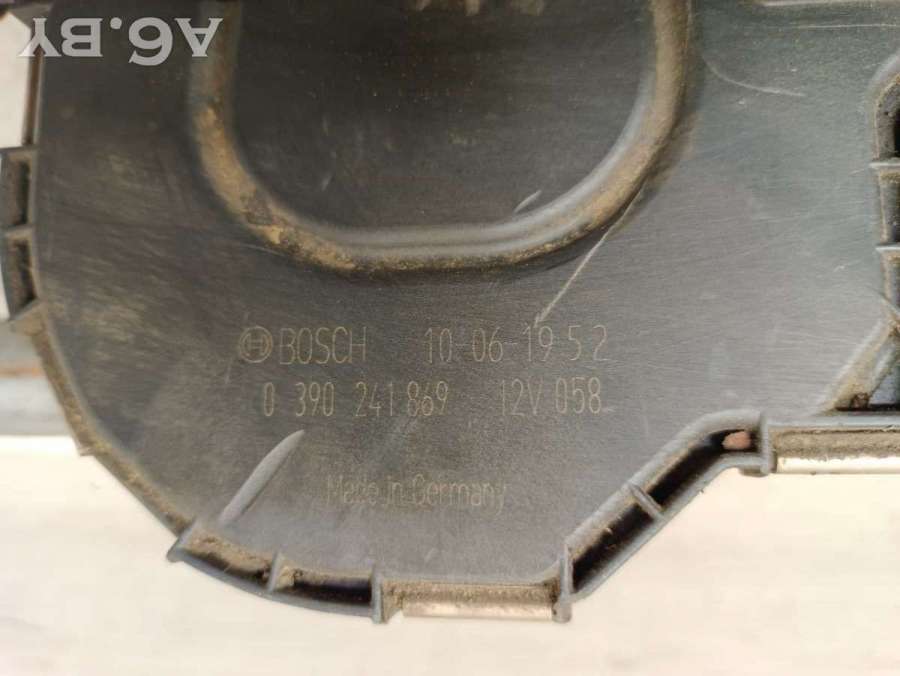 A6.BY
BOSCH 10-06-19 5 2
0 390 241 869 12V 058
Made in Germany